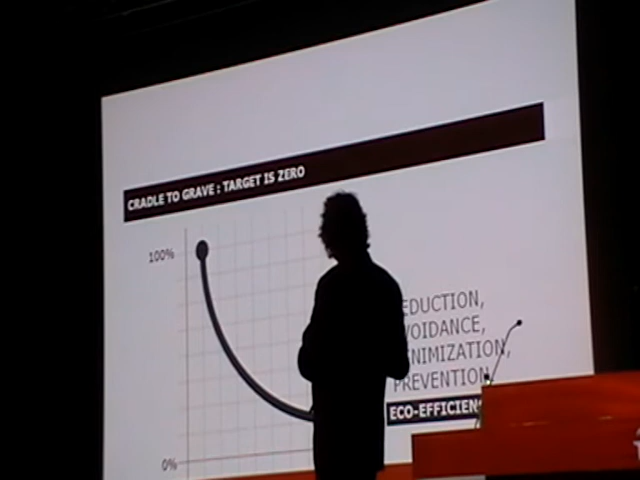 CRADLE TO GRAVE : TARGET IS ZERO
100%
EDUCTION,
VOIDANCE,
NIMIZATION,
PREVENTION,
ECO-EFFICIEN
0%